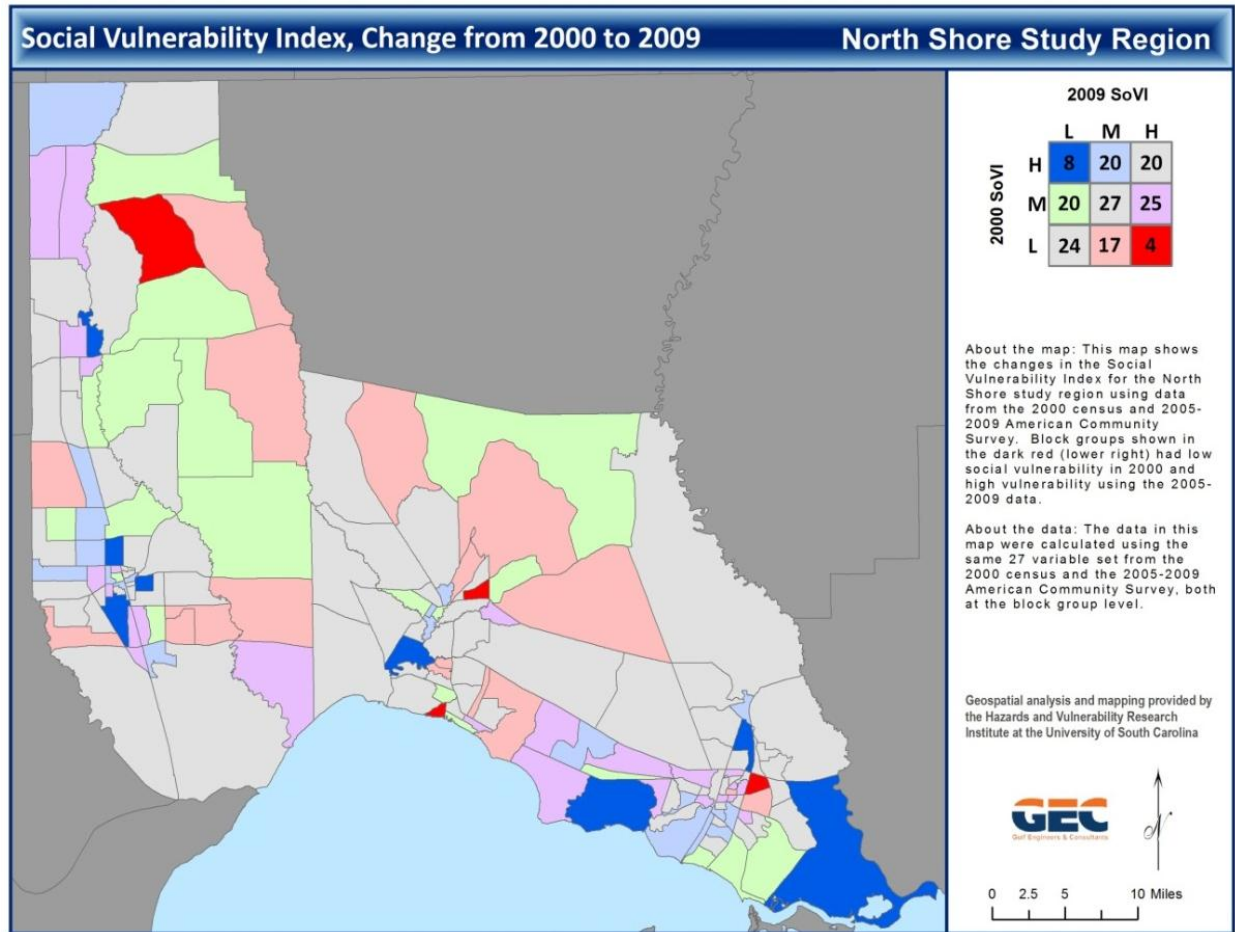 Social Vulnerability Index, Change from 2000 to 2009
North Shore Study Region
2009 SoVI
L M H
2000 SoVI
H 8 20 20
M 20 27 25
L 24 17 4
About the map: This map shows
the changes in the Social
Vulnerability Index for the North
Shore study region using data
from the 2000 census and 2005-
2009 American Community
Survey. Block groups shown in
the dark red (lower right) had low
social vulnerability in 2000 and
high vulnerability using the 2005-
2009 data.
About the data: The data in this
map were calculated using the
same 27 variable set from the
2000 census and the 2005-2009
American Community Survey, both
at the block group level.
Geospatial analysis and mapping provided by
the Hazards and Vulnerability Research
Institute at the University of South Carolina
GEC
Gulf Engineers & Consultants
N
0 2.5 5 10 Miles